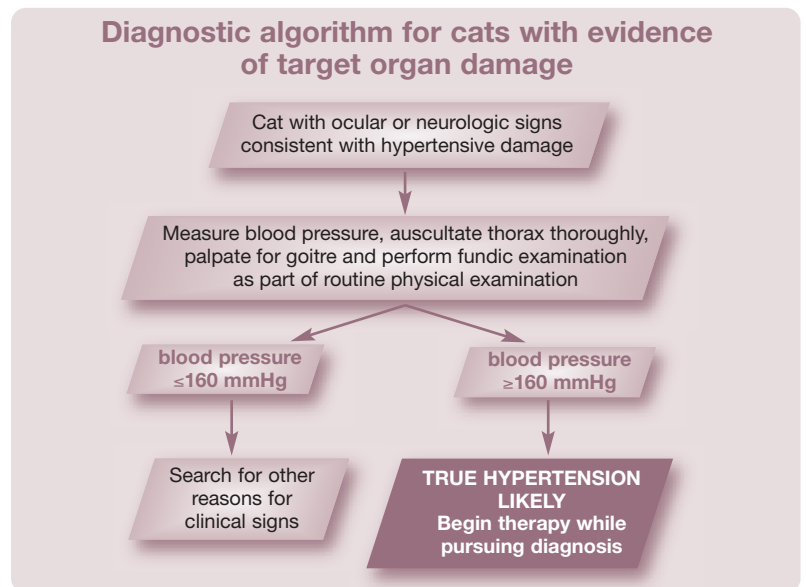 Diagnostic algorithm for cats with evidence
of target organ damage
Cat with ocular or neurologic signs
consistent with hypertensive damage
Measure blood pressure, auscultate thorax thoroughly,
palpate for goitre and perform fundic examination
as part of routine physical examination
blood pressure
≤160 mmHg
blood pressure
≥160 mmHg
Search for other
reasons for
clinical signs
TRUE HYPERTENSION
LIKELY
Begin therapy while
pursuing diagnosis